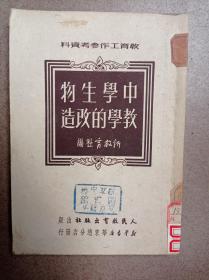 教育工作參考資料
中學生物
教學的改造
新教育社編
人民教育出版社出版
新華書店華東總分店發行